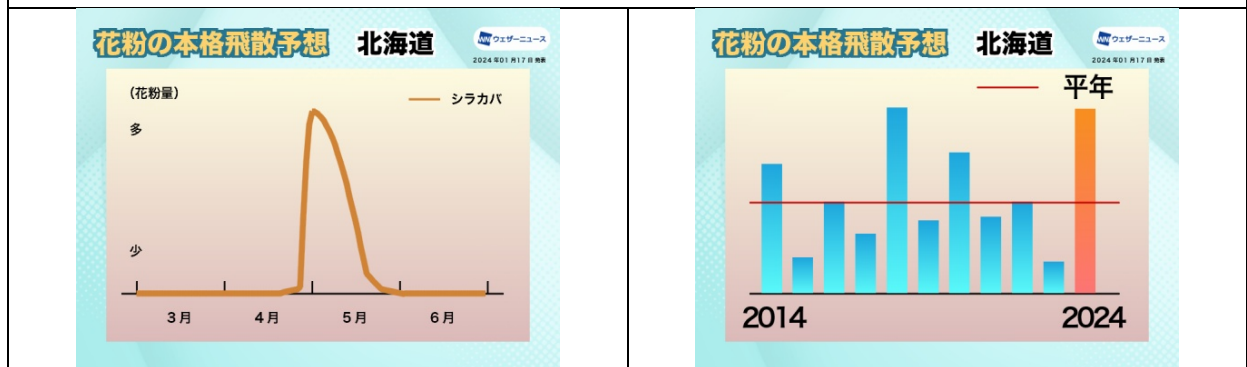 花粉の本格飛散予想 北海道
ウェザーニュース
2024年01月17日 発表
(花粉量)
シラカバ
多
少
3月 4月 5月 6月
花粉の本格飛散予想 北海道
ウェザーニュース
2024年01月17日 発表
平年
2014 2024